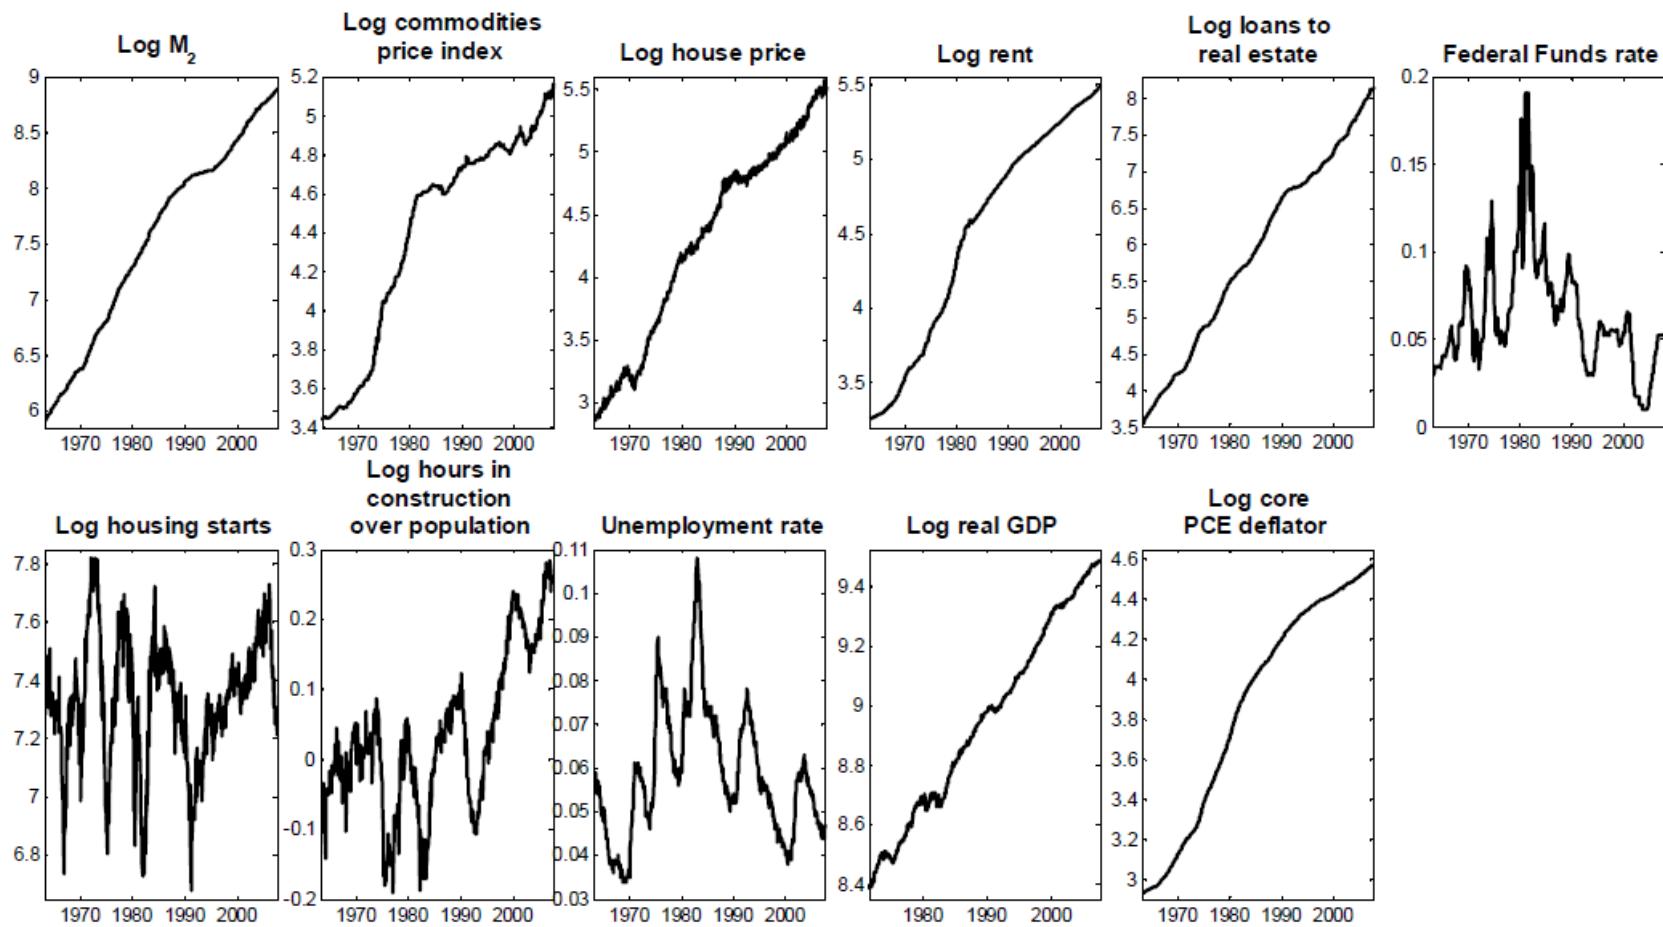 Log M2
Log commodities
price index
Log house price
Log rent
Log loans to
real estate
Federal Funds rate
9
8.5
8
7.5
7
6.5
6
1970 1980 1990 2000
5.2
5
4.8
4.6
4.4
4.2
4
3.8
3.6
3.4
1970 1980 1990 2000
5.5
5
4.5
4
3.5
3
1970 1980 1990 2000
5.5
5
4.5
4
3.5
1970 1980 1990 2000
8
7.5
7
6.5
6
5.5
5
4.5
4
3.5
1970 1980 1990 2000
0.2
0.15
0.1
0.05
0
1970 1980 1990 2000
Log housing starts
Log hours in
construction
over population
Unemployment rate
Log real GDP
Log core
PCE deflator
7.8
7.6
7.4
7.2
7
6.8
1970 1980 1990 2000
0.3
0.2
0.1
0
-0.1
-0.2
1970 1980 1990 2000
0.11
0.1
0.09
0.08
0.07
0.06
0.05
0.04
0.03
1970 1980 1990 2000
9.4
9.2
9
8.8
8.6
8.4
1980 1990 2000
4.6
4.4
4.2
4
3.8
3.6
3.4
3.2
3
1970 1980 1990 2000